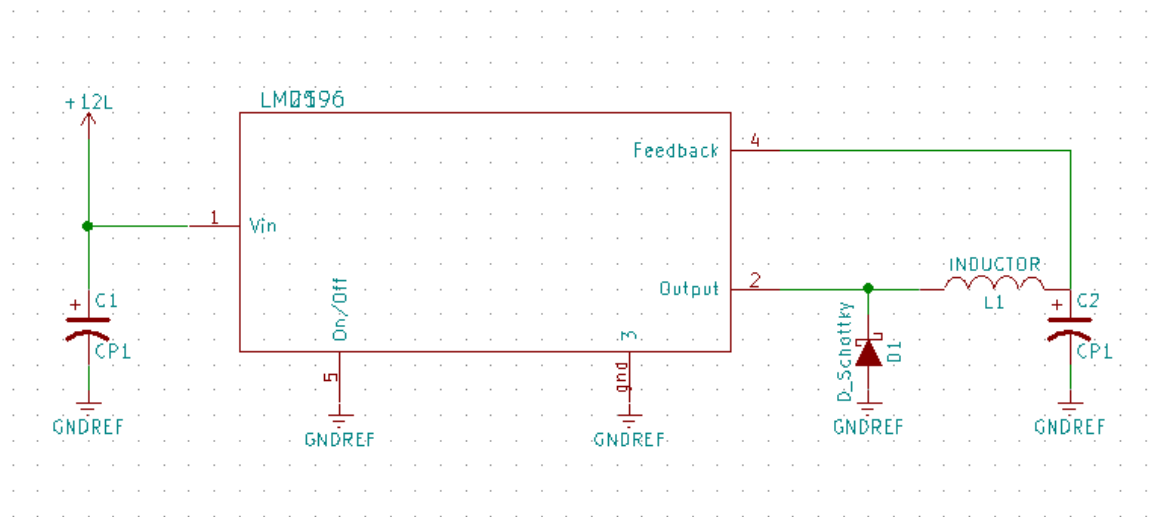 +12L
1
Vin
Feedback
4
Output
2
On/Off
5
3
gnd
INDUCTOR
L1
D_Schottky
D1
+
C1
CP1
+
C2
CP1
GNDREF
GNDREF
GNDREF
GNDREF
GNDREF